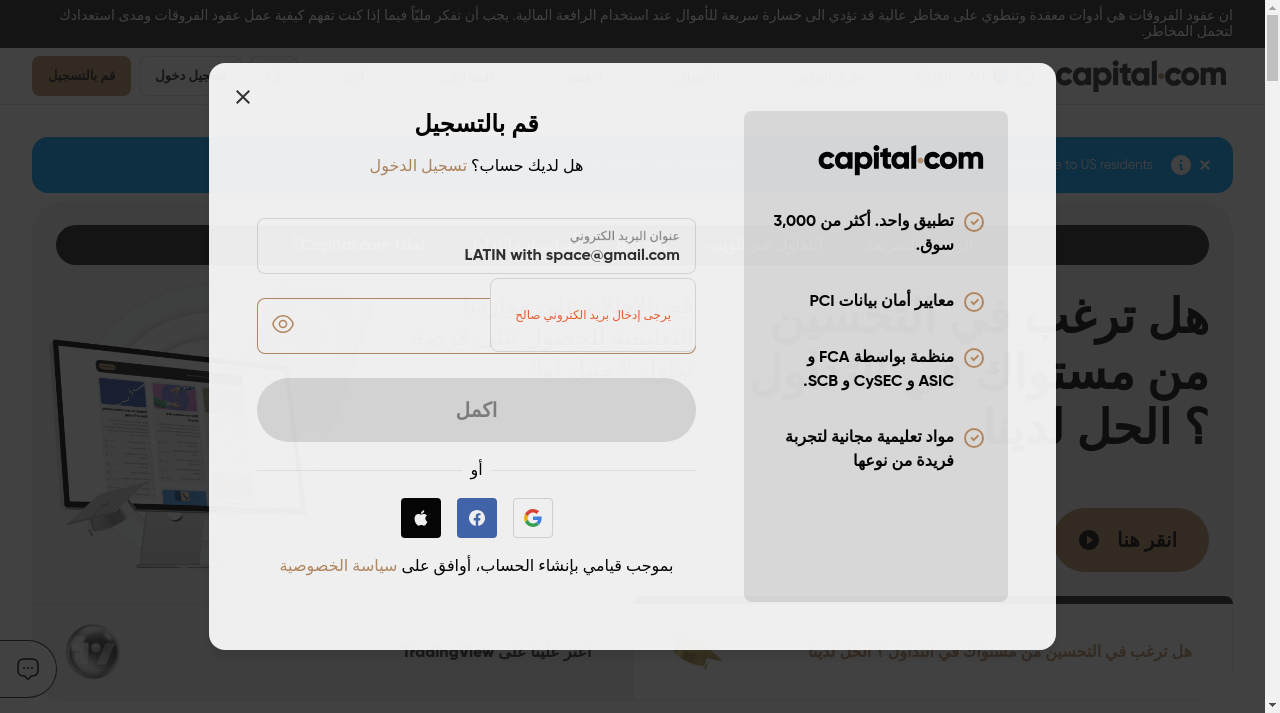 ان عقود الفروقات هي أدوات معقدة وتنطوي على مخاطر عالية قد تؤدي الى خسارة سريعة للأموال عند استخدام الرافعة المالية. يجب أن تفكر مليًا فيما إذا كنت تفهم كيفية عمل عقود الفروقات ومدى استعدادك
لتحمل المخاطر.
capital.com
تسجيل دخول
قم بالتسجيل
e to US residents
لماذا Capital.com؟
هل ترغب في التحسين
من مستواك في التداول
؟ الحل لدينا
انقر هنا
هل ترغب في التحسين من مستواك في التداول ؟ الحل لدينا
اعثر علينا على TradingView
capital.com
تطبيق واحد. أكثر من 3,000
سوق.
معايير أمان بيانات PCI
منظمة بواسطة FCA و
ASIC و CySEC و SCB.
مواد تعليمية مجانية لتجربة
فريدة من نوعها
قم بالتسجيل
هل لديك حساب؟ تسجيل الدخول
عنوان البريد الكتروني
LATIN with space@gmail.com
يرجى إدخال بريد الكتروني صالح
اكمل
أو
بموجب قيامي بإنشاء الحساب، أوافق على سياسة الخصوصية